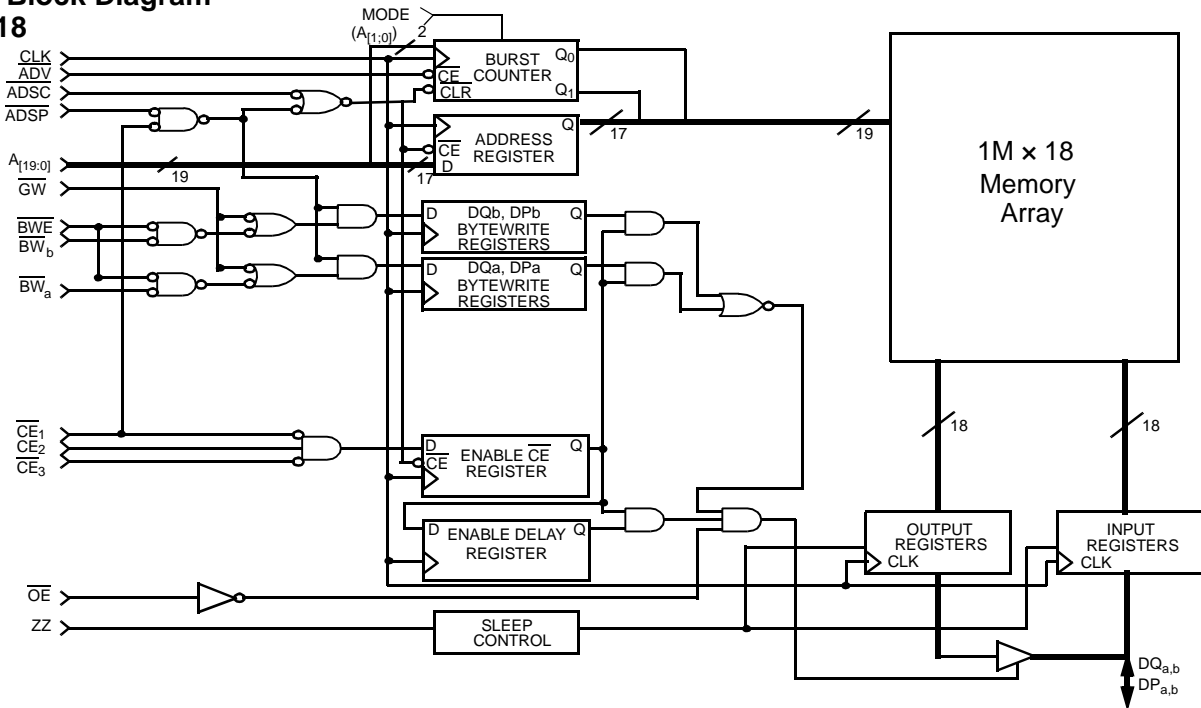 Block Diagram
18
MODE
(A[1;0])
2
CLK
ADV
ADSC
ADSP
A[19:0]
GW
BWE
BWb
BWa
CE1
CE2
CE3
OE
ZZ
19
17
BURST
COUNTER
CE
CLR
Q0
Q1
ADDRESS
REGISTER
CE
D
Q
17
19
D
DQb, DPb
BYTEWRITE
REGISTERS
Q
D
DQa, DPa
BYTEWRITE
REGISTERS
Q
D
ENABLE CE
REGISTER
CE
Q
D
ENABLE DELAY
REGISTER
Q
SLEEP
CONTROL
1M × 18
Memory
Array
18
18
OUTPUT
REGISTERS
CLK
INPUT
REGISTERS
CLK
DQa,b
DPa,b